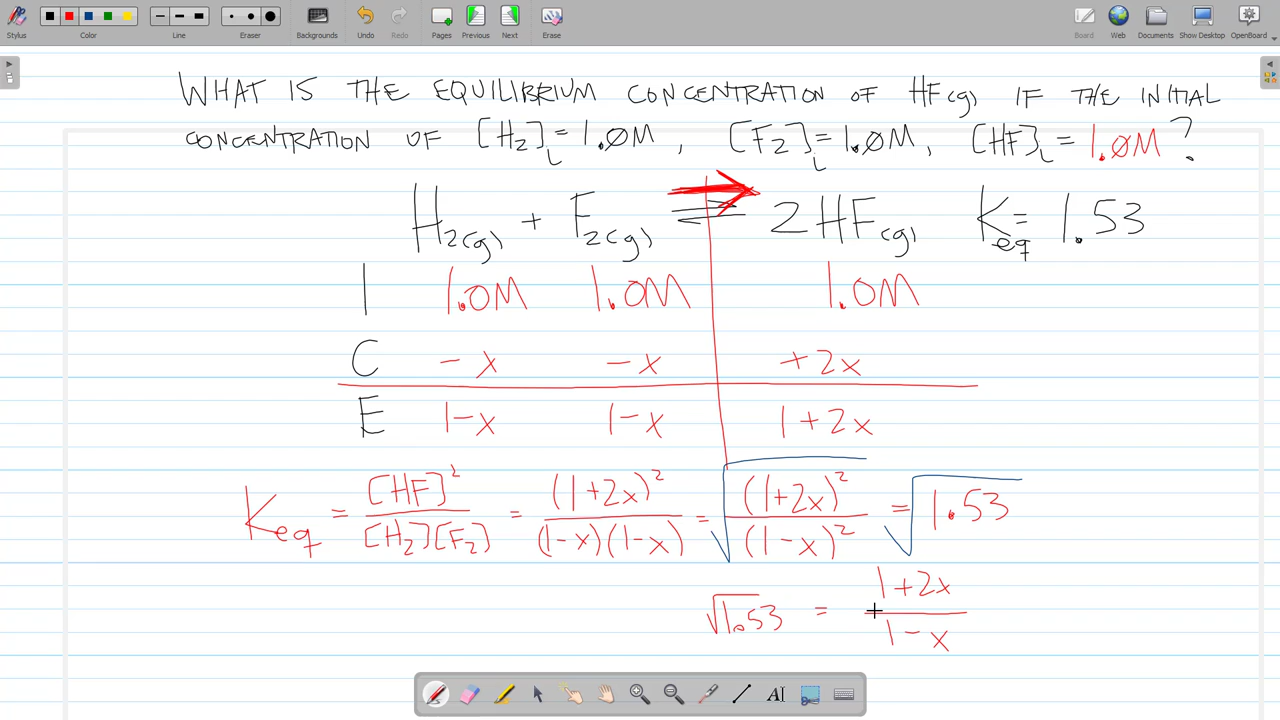 Stylus Color Line Eraser Backgrounds Undo Redo Pages Previous Next Erase Board Web Documents Show Desktop OpenBoard
WHAT IS THE EQUILIBRIUM CONCENTRATION OF HF(g) IF THE INITIAL
CONCENTRATION OF [H₂]ᵢ = 1.0M, [F₂]ᵢ = 1.0M, [HF]ᵢ = 1.0M?
H₂(g) + F₂(g) ⇌ 2HF(g) Keq = 1.53
I 1.0M 1.0M 1.0M
C -x -x +2x
E 1-x 1-x 1+2x
Keq = [HF]²/[H₂][F₂] = (1+2x)²/(1-x)(1-x) = √((1+2x)²/(1-x)²) = √1.53
√1.53 = (1+2x)/(1-x)
AI